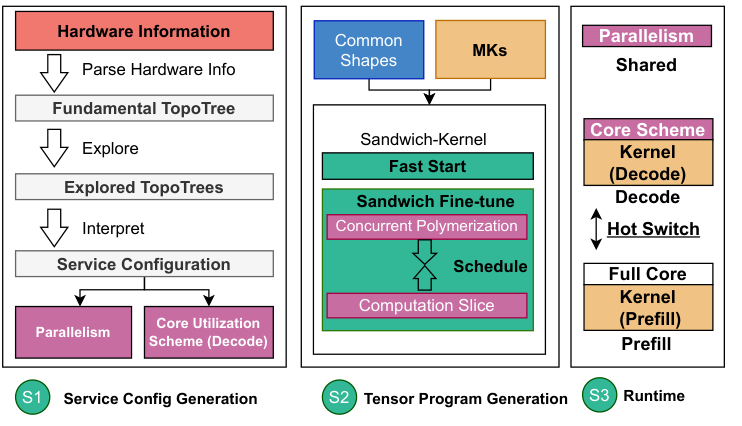 Hardware Information
Parse Hardware Info
Fundamental TopoTree
Explore
Explored TopoTrees
Interpret
Service Configuration
Parallelism
Core Utilization
Scheme (Decode)
S1
Service Config Generation
Common
Shapes
MKs
Sandwich-Kernel
Fast Start
Sandwich Fine-tune
Concurrent Polymerization
Schedule
Computation Slice
S2
Tensor Program Generation
Parallelism
Shared
Core Scheme
Kernel
(Decode)
Decode
Hot Switch
Full Core
Kernel
(Prefill)
Prefill
S3
Runtime